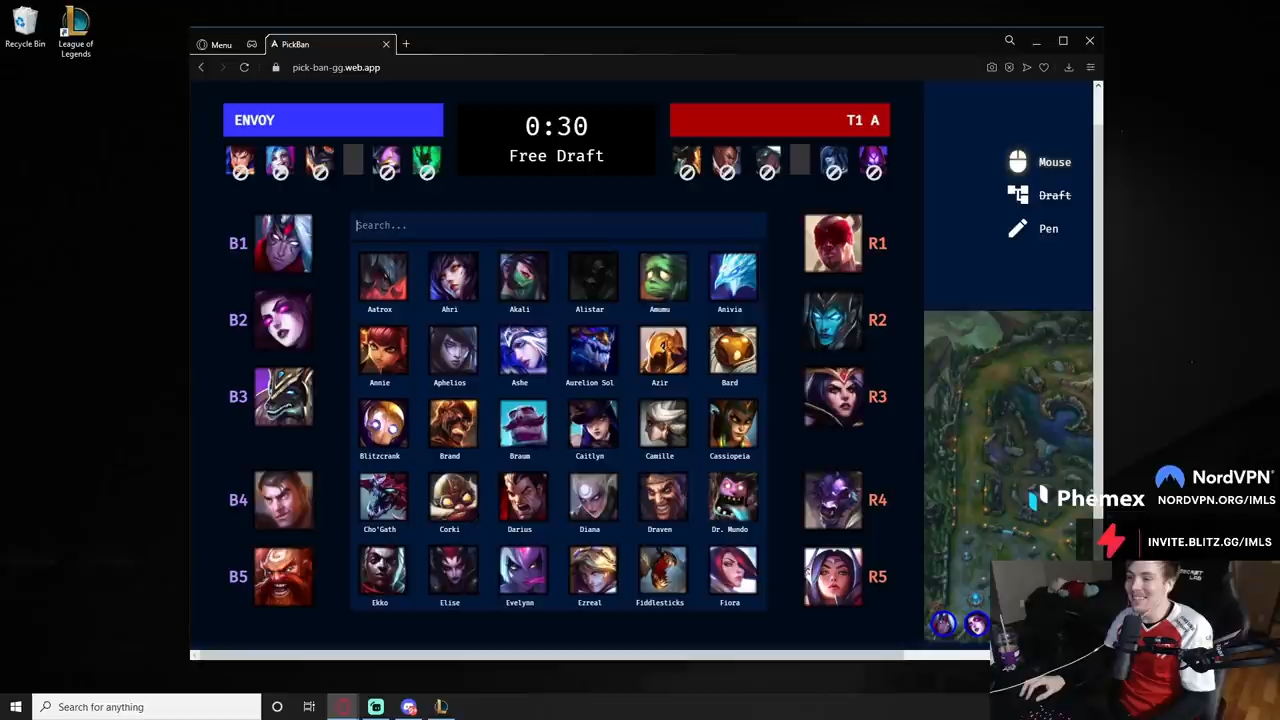 Recycle Bin
League of
Legends
Menu
PickBan
pick-ban-gg.web.app
ENVOY
0:30
Free Draft
T1 A
Mouse
Draft
Pen
Search...
B1
B2
B3
B4
B5
R1
R2
R3
R4
R5
Aatrox
Ahri
Akali
Alistar
Amumu
Anivia
Annie
Aphelios
Ashe
Aurelion Sol
Azir
Bard
Blitzcrank
Brand
Braum
Caitlyn
Camille
Cassiopeia
Cho'Gath
Corki
Darius
Diana
Draven
Dr. Mundo
Ekko
Elise
Evelynn
Ezreal
Fiddlesticks
Fiora
NordVPN
NORDVPN.ORG/IMLS
Phemex
INVITE.BLITZ.GG/IMLS
Search for anything